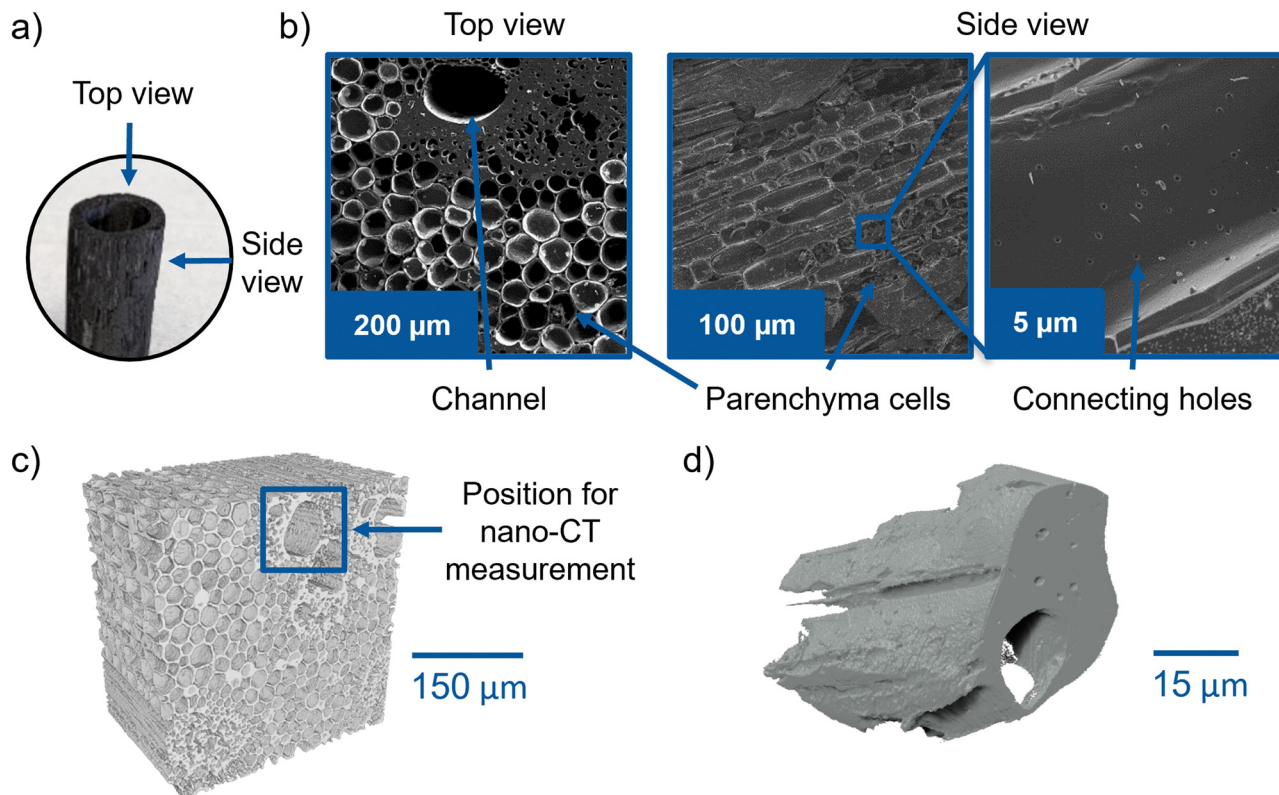 a)
Top view
Side
view
b)
Top view
Side view
200 µm
100 µm
5 µm
Channel
Parenchyma cells
Connecting holes
c)
Position for
nano-CT
measurement
150 µm
d)
15 µm